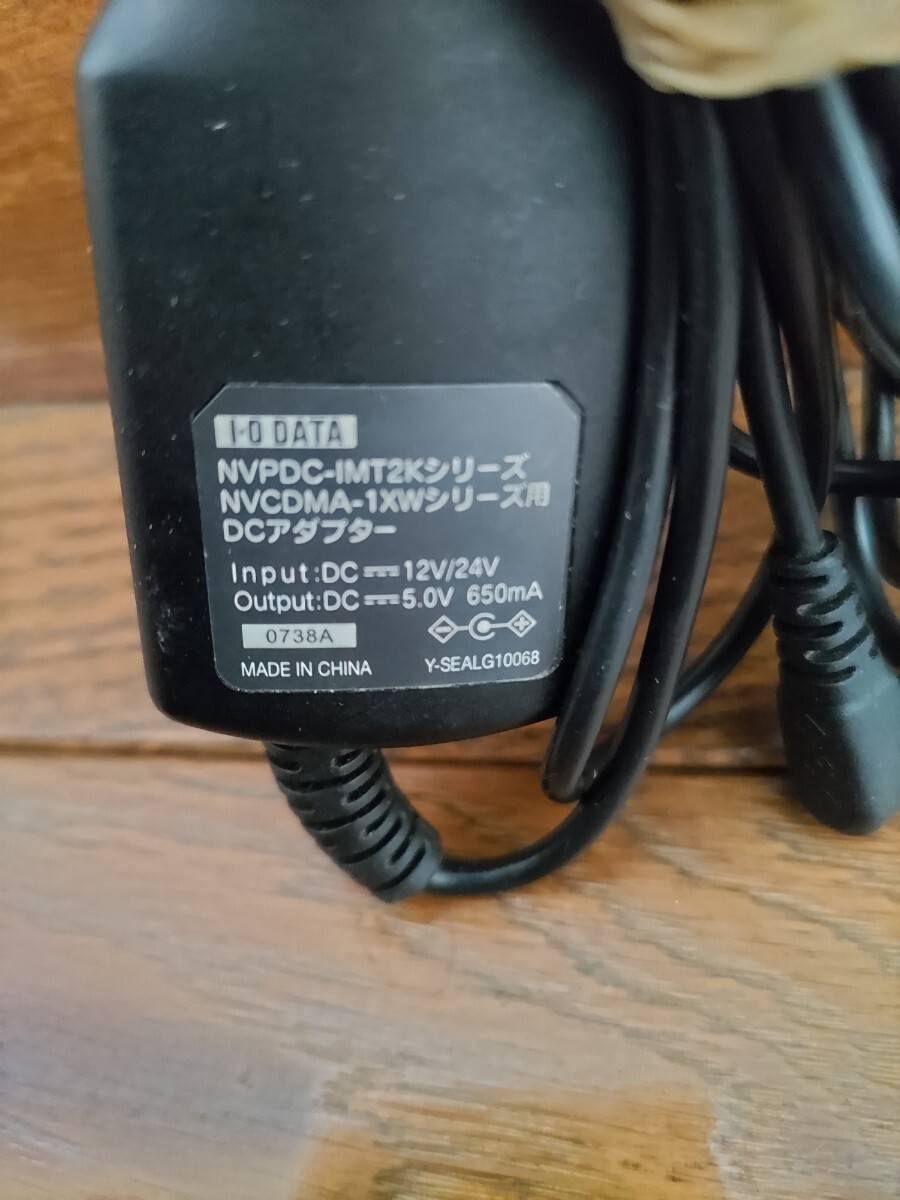 I-O DATA
NVPDC-IMT2Kシリーズ
NVCDMA-1XWシリーズ用
DCアダプター
Input:DC 12V/24V
Output:DC 5.0V 650mA
0738A
MADE IN CHINA Y-SEALG10068